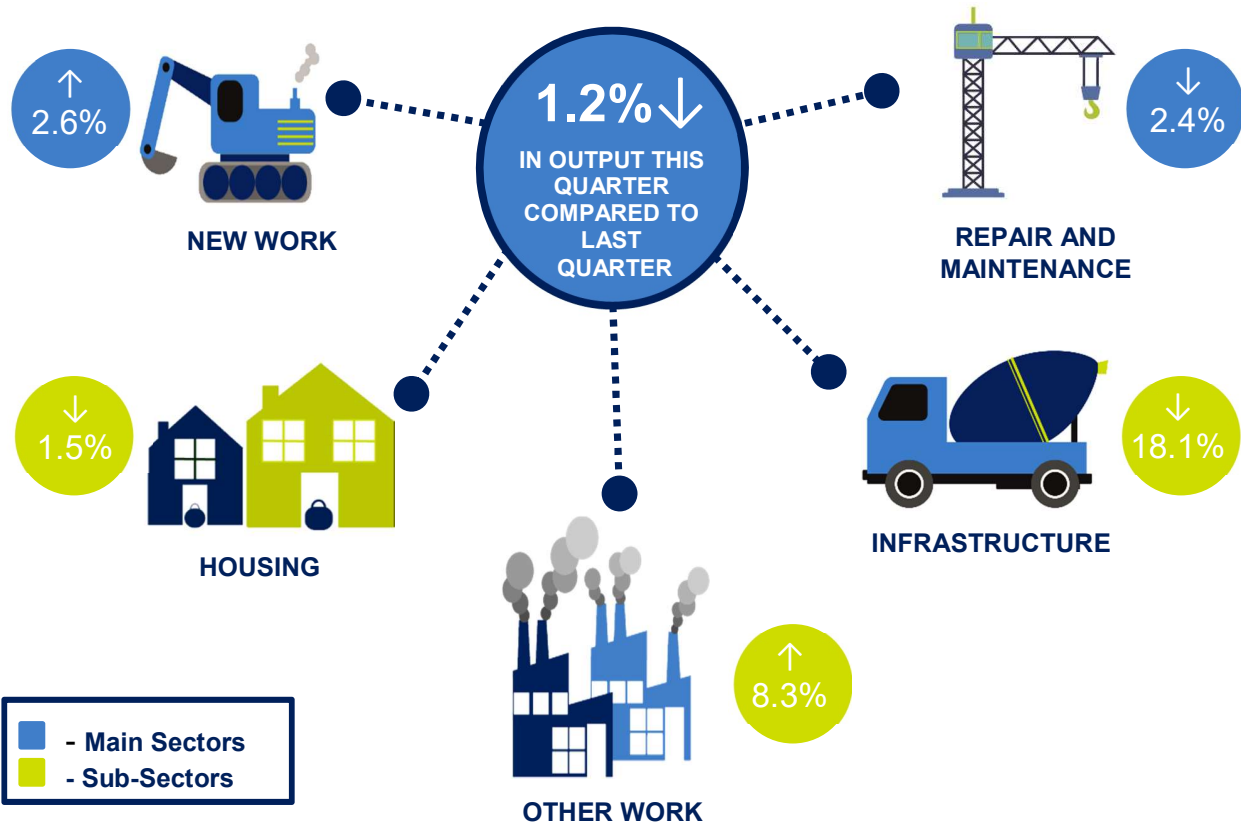 ↑
2.6%
NEW WORK
1.2%↓
IN OUTPUT THIS
QUARTER
COMPARED TO
LAST
QUARTER
↓
2.4%
REPAIR AND
MAINTENANCE
↓
1.5%
HOUSING
↓
18.1%
INFRASTRUCTURE
↑
8.3%
OTHER WORK
- Main Sectors
- Sub-Sectors